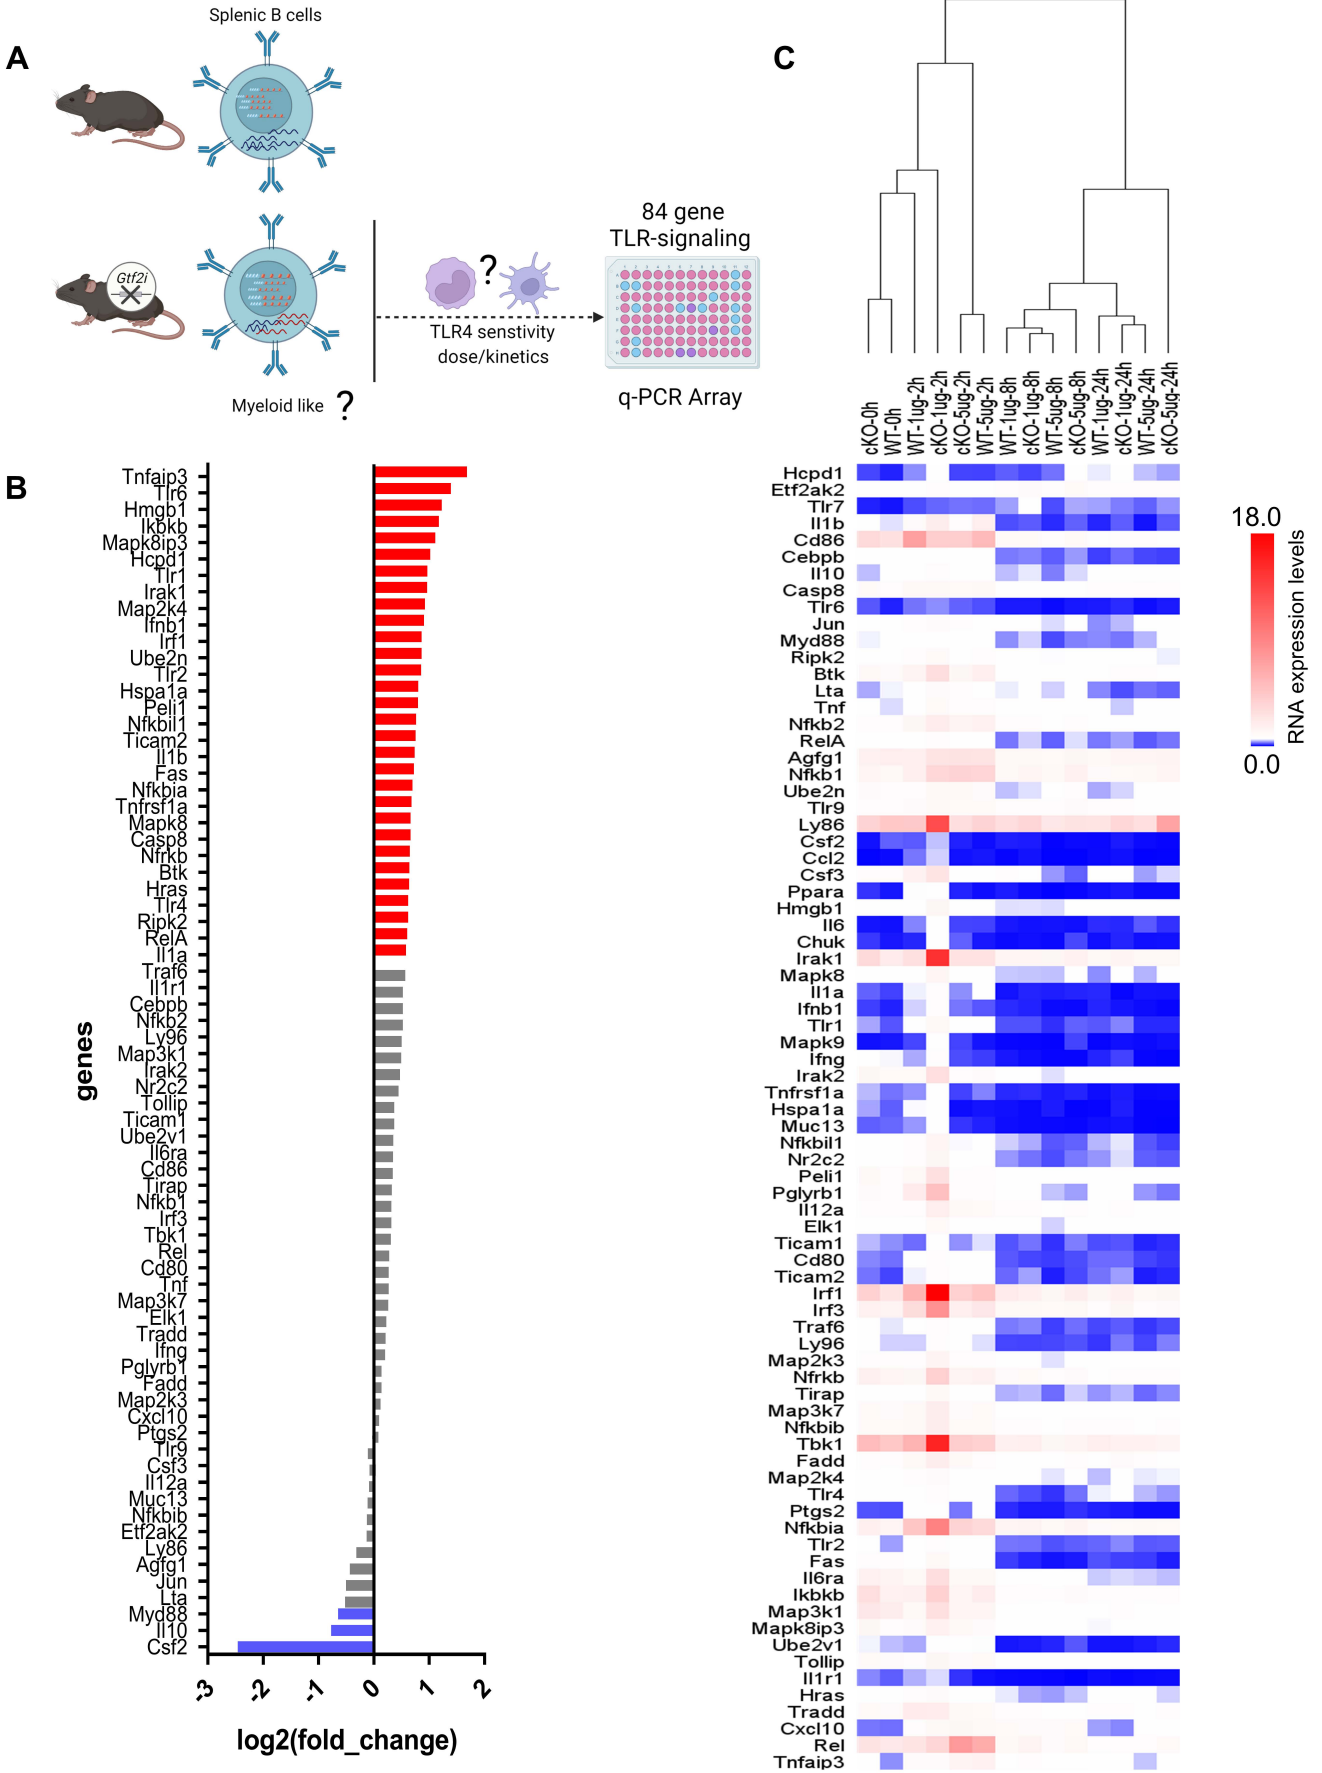 A
Splenic B cells
Gtf2i
Myeloid like ?
?
TLR4 senstivity
dose/kinetics
84 gene
TLR-signaling
q-PCR Array
B
genes
Tnfaip3
Tlr6
Hmgb1
Ikbkb
Mapk8ip3
Hcpd1
Tlr1
Irak1
Map2k4
Ifnb1
Irf1
Ube2n
Tlr2
Hspa1a
Peli1
Nfkbil1
Ticam2
Il1b
Fas
Nfkbia
Tnfrsf1a
Mapk8
Casp8
Nfrkb
Btk
Hras
Tlr4
Ripk2
RelA
Il1a
Traf6
Il1r1
Cebpb
Nfkb2
Ly96
Map3k1
Irak2
Nr2c2
Tollip
Ticam1
Ube2v1
Il6ra
Cd86
Tirap
Nfkb1
Irf3
Tbk1
Rel
Cd80
Tnf
Map3k7
Elk1
Tradd
Ifng
Pglyrb1
Fadd
Map2k3
Cxcl10
Ptgs2
Tlr9
Csf3
Il12a
Muc13
Nfkbib
Etf2ak2
Ly86
Agfg1
Jun
Lta
Myd88
Il10
Csf2
-3 -2 -1 0 1 2
log2(fold_change)
C
cKO-0h
WT-0h
WT-1ug-2h
cKO-1ug-2h
cKO-5ug-2h
WT-5ug-2h
WT-1ug-8h
cKO-1ug-8h
WT-5ug-8h
cKO-5ug-8h
WT-1ug-24h
cKO-1ug-24h
WT-5ug-24h
cKO-5ug-24h
Hcpd1
Etf2ak2
Tlr7
Il1b
Cd86
Cebpb
Il10
Casp8
Tlr6
Jun
Myd88
Ripk2
Btk
Lta
Tnf
Nfkb2
RelA
Agfg1
Nfkb1
Ube2n
Tlr9
Ly86
Csf2
Ccl2
Csf3
Ppara
Hmgb1
Il6
Chuk
Irak1
Mapk8
Il1a
Ifnb1
Tlr1
Mapk9
Ifng
Irak2
Tnfrsf1a
Hspa1a
Muc13
Nfkbil1
Nr2c2
Peli1
Pglyrb1
Il12a
Elk1
Ticam1
Cd80
Ticam2
Irf1
Irf3
Traf6
Ly96
Map2k3
Nfrkb
Tirap
Map3k7
Nfkbib
Tbk1
Fadd
Map2k4
Tlr4
Ptgs2
Nfkbia
Tlr2
Fas
Il6ra
Ikbkb
Map3k1
Mapk8ip3
Ube2v1
Tollip
Il1r1
Hras
Tradd
Cxcl10
Rel
Tnfaip3
18.0
RNA expression levels
0.0